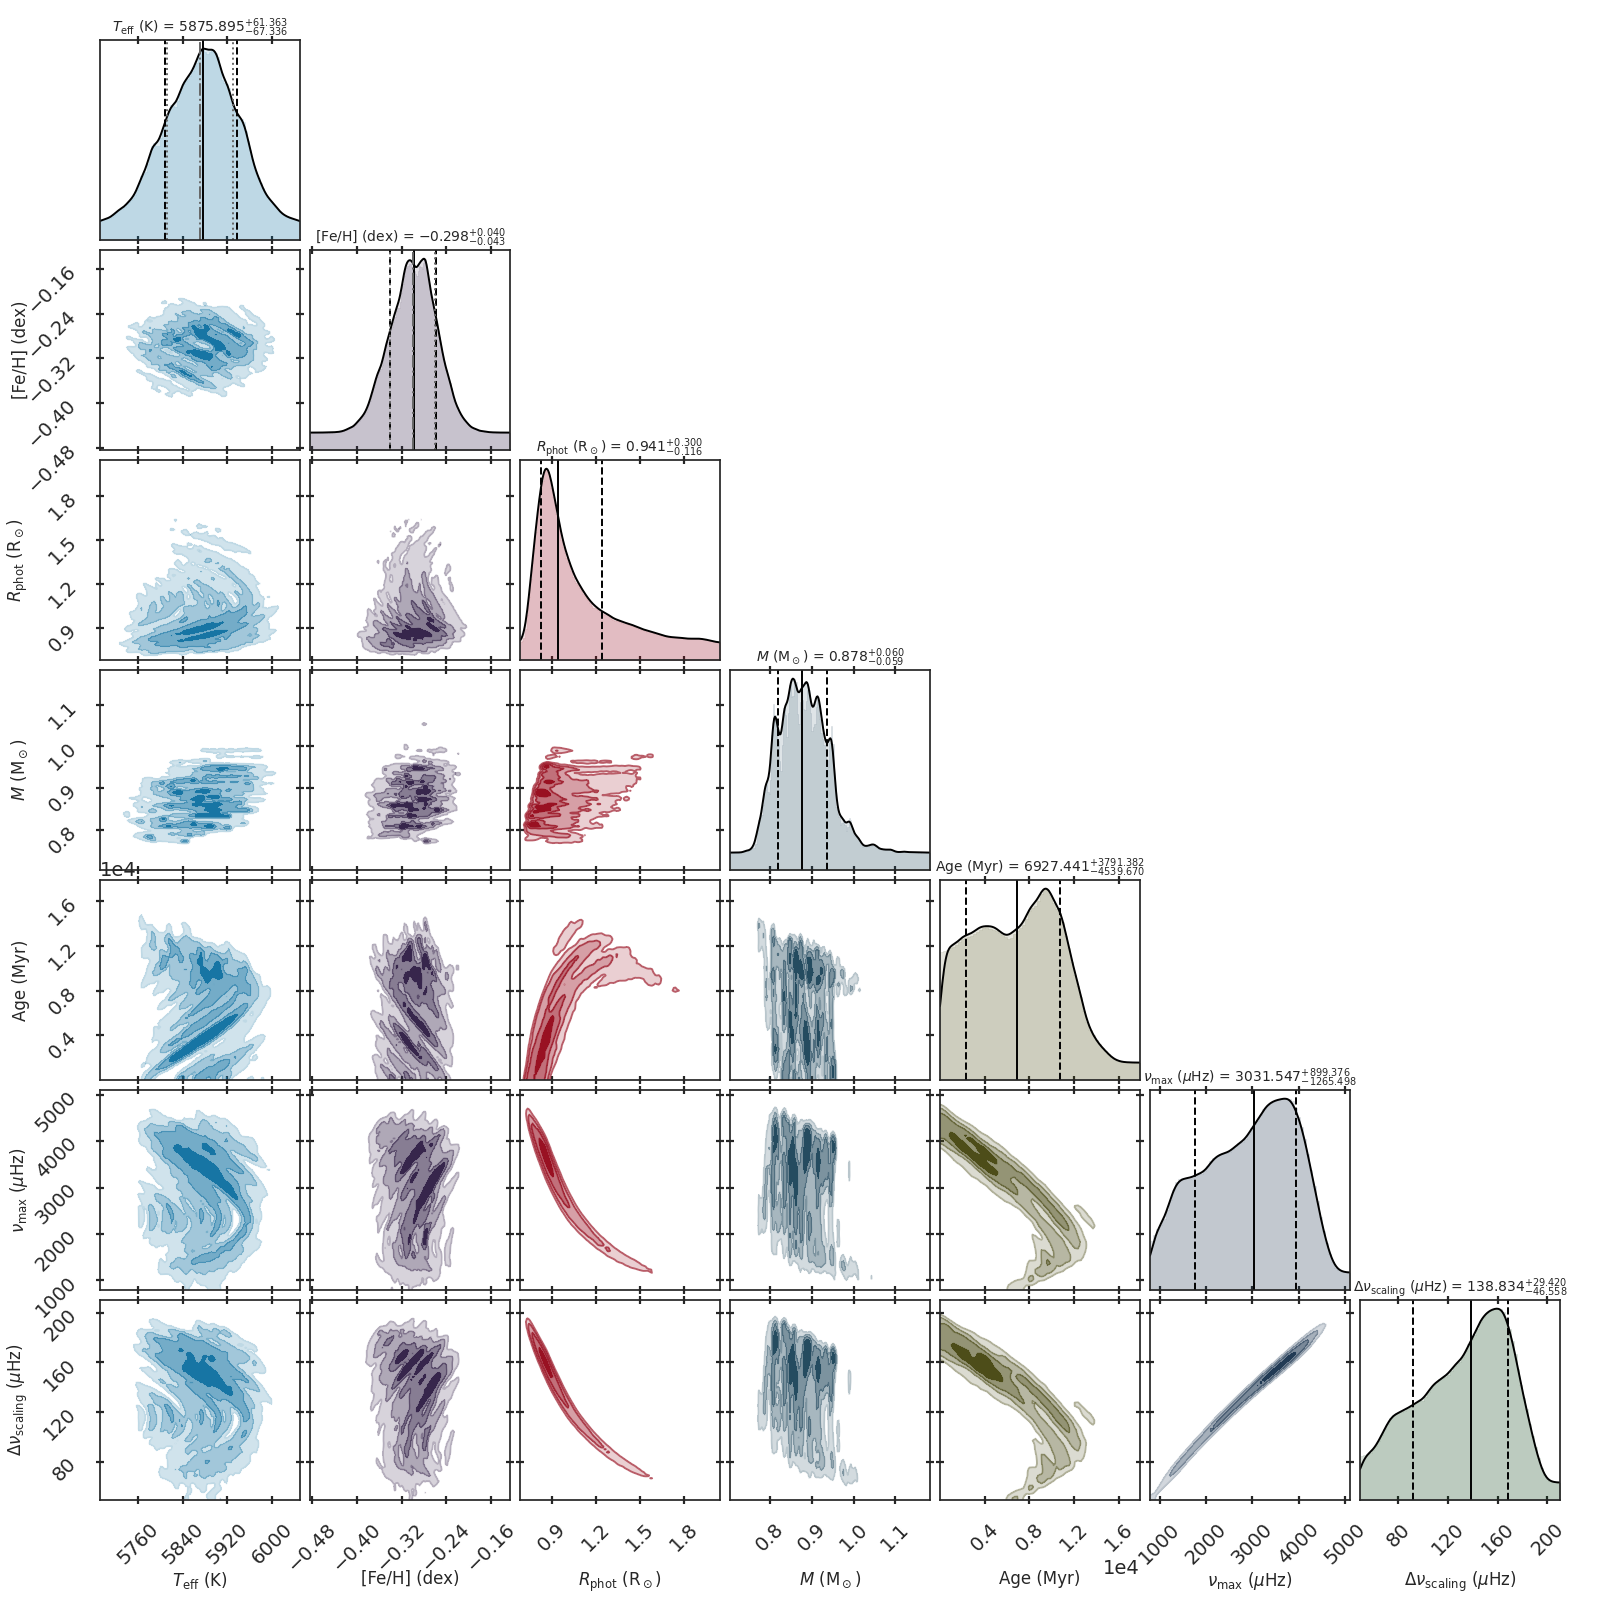 T_eff (K) = 5875.895 +61.363 −67.336
[Fe/H] (dex) = −0.298 +0.040 −0.043
[Fe/H] (dex)
−0.16
−0.24
−0.32
−0.40
−0.48
R_phot (R⊙) = 0.941 +0.300 −0.116
R_phot (R⊙)
1.8
1.5
1.2
0.9
M (M⊙) = 0.878 +0.060 −0.059
M (M⊙)
1.1
1.0
0.9
0.8
1e4
Age (Myr) = 6927.441 +3791.382 −4539.670
Age (Myr)
1.6
1.2
0.8
0.4
ν_max (μHz) = 3031.547 +899.376 −1265.498
ν_max (μHz)
5000
4000
3000
2000
1000
Δν_scaling (μHz) = 138.834 +29.420 −46.558
Δν_scaling (μHz)
200
160
120
80
5760 5840 5920 6000
−0.48 −0.40 −0.32 −0.24 −0.16
0.9 1.2 1.5 1.8
0.8 0.9 1.0 1.1
0.4 0.8 1.2 1.6
1e4
1000 2000 3000 4000 5000
80 120 160 200
T_eff (K)
[Fe/H] (dex)
R_phot (R⊙)
M (M⊙)
Age (Myr)
ν_max (μHz)
Δν_scaling (μHz)